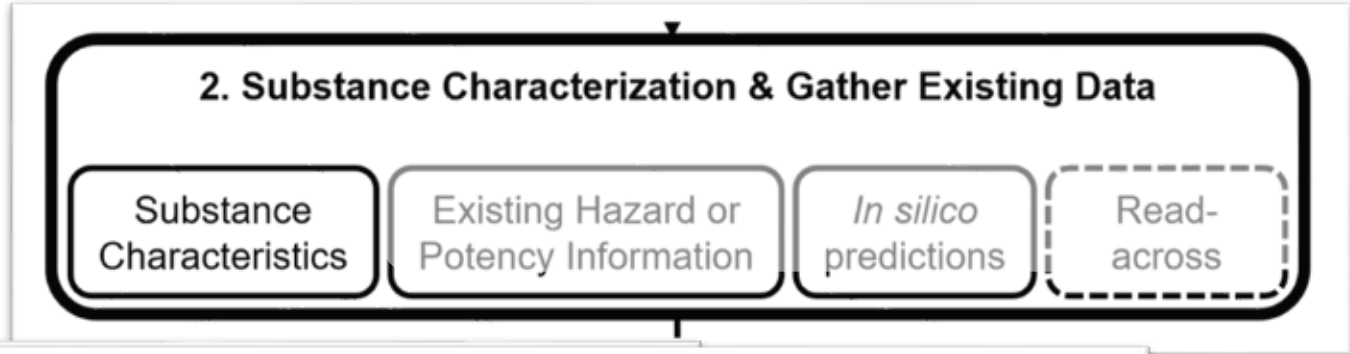 2. Substance Characterization & Gather Existing Data
Substance
Characteristics
Existing Hazard or
Potency Information
In silico
predictions
Read-
across